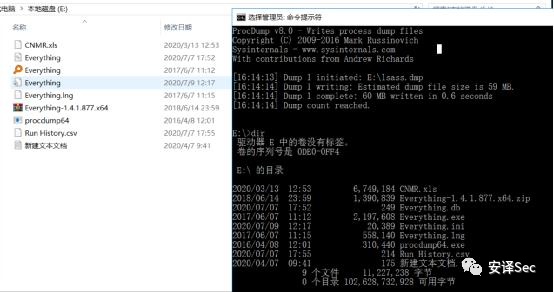 电脑 > 本地磁盘 (E:) >
CNMR.xls 2020/3/13 12:53
Everything 2020/7/7 17:52
Everything 2017/6/7 11:12
Everything 2020/7/9 12:17
Everything.lng 2017/6/7 11:15
Everything-1.4.1.877.x64 2018/6/14 23:59
procdump64 2016/4/8 12:01
Run History.csv 2020/7/7 17:55
新建文本文档 2020/4/7 9:41
选择管理员: 命令提示符
ProcDump v8.0 - Writes process dump files
Copyright (C) 2009-2016 Mark Russinovich
Sysinternals - www.sysinternals.com
With contributions from Andrew Richards
[16:14:13] Dump 1 initiated: E:\lsass.dmp
[16:14:14] Dump 1 writing: Estimated dump file size is 59 MB.
[16:14:14] Dump 1 complete: 60 MB written in 0.6 seconds
[16:14:14] Dump count reached.
E:\>dir
驱动器 E 中的卷没有标签。
卷的序列号是 0DE0-0FF4
E:\ 的目录
2020/03/13 12:53 6,749,184 CNMR.xls
2018/06/14 23:59 1,390,839 Everything-1.4.1.877.x64.zip
2020/07/07 17:52 249 Everything.db
2017/06/07 11:12 2,197,608 Everything.exe
2020/07/09 12:17 20,389 Everything.ini
2017/06/07 11:15 558,140 Everything.lng
2016/04/08 12:01 310,440 procdump64.exe
2020/07/07 17:55 214 Run History.csv
2020/04/07 09:41 175 新建文本文档
9 个文件 11,227,238 字节
0 个目录 102,628,732,928 可用字节
安译Sec